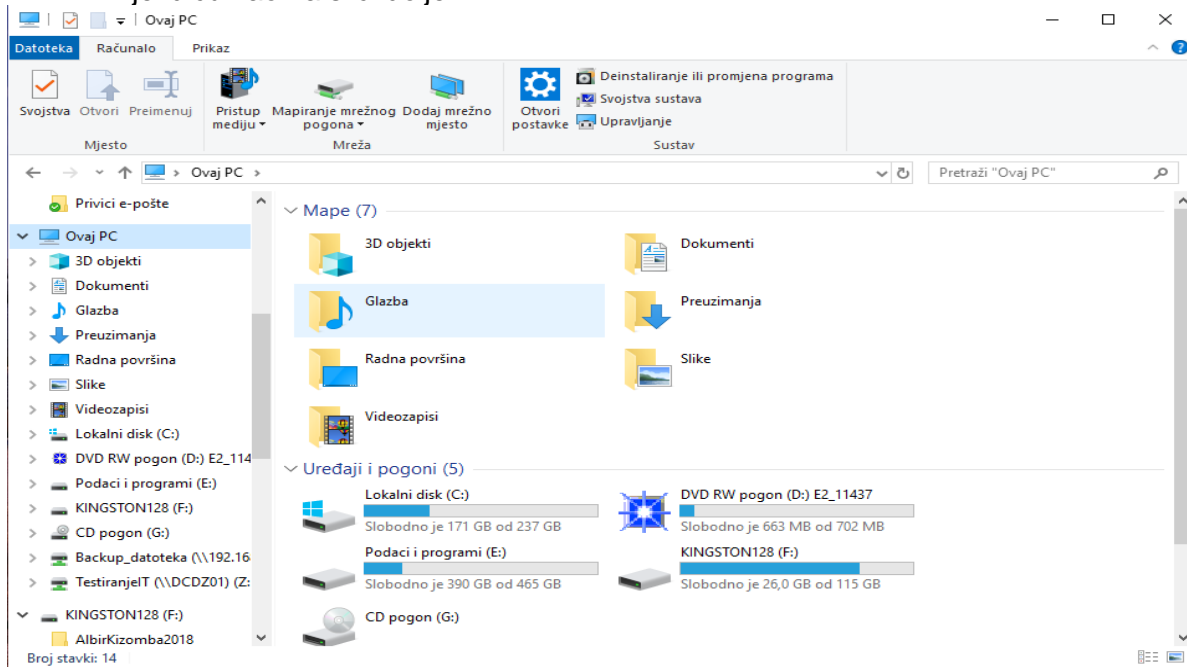 Ovaj PC
Datoteka Računalo Prikaz
Svojstva Otvori Preimenuj
Mjesto
Pristup mediju
Mapiranje mrežnog pogona
Dodaj mrežno mjesto
Mreža
Otvori postavke
Deinstaliranje ili promjena programa
Svojstva sustava
Upravljanje
Sustav
Ovaj PC
Pretraži "Ovaj PC"
Privici e-pošte
Ovaj PC
3D objekti
Dokumenti
Glazba
Preuzimanja
Radna površina
Slike
Videozapisi
Lokalni disk (C:)
DVD RW pogon (D:) E2_114
Podaci i programi (E:)
KINGSTON128 (F:)
CD pogon (G:)
Backup_datoteka (\\192.16
TestiranjeIT (\\DCDZ01) (Z:
KINGSTON128 (F:)
AlbirKizomba2018
Mape (7)
3D objekti
Dokumenti
Glazba
Preuzimanja
Radna površina
Slike
Videozapisi
Uređaji i pogoni (5)
Lokalni disk (C:)
Slobodno je 171 GB od 237 GB
DVD RW pogon (D:) E2_11437
Slobodno je 663 MB od 702 MB
Podaci i programi (E:)
Slobodno je 390 GB od 465 GB
KINGSTON128 (F:)
Slobodno je 26,0 GB od 115 GB
CD pogon (G:)
Broj stavki: 14